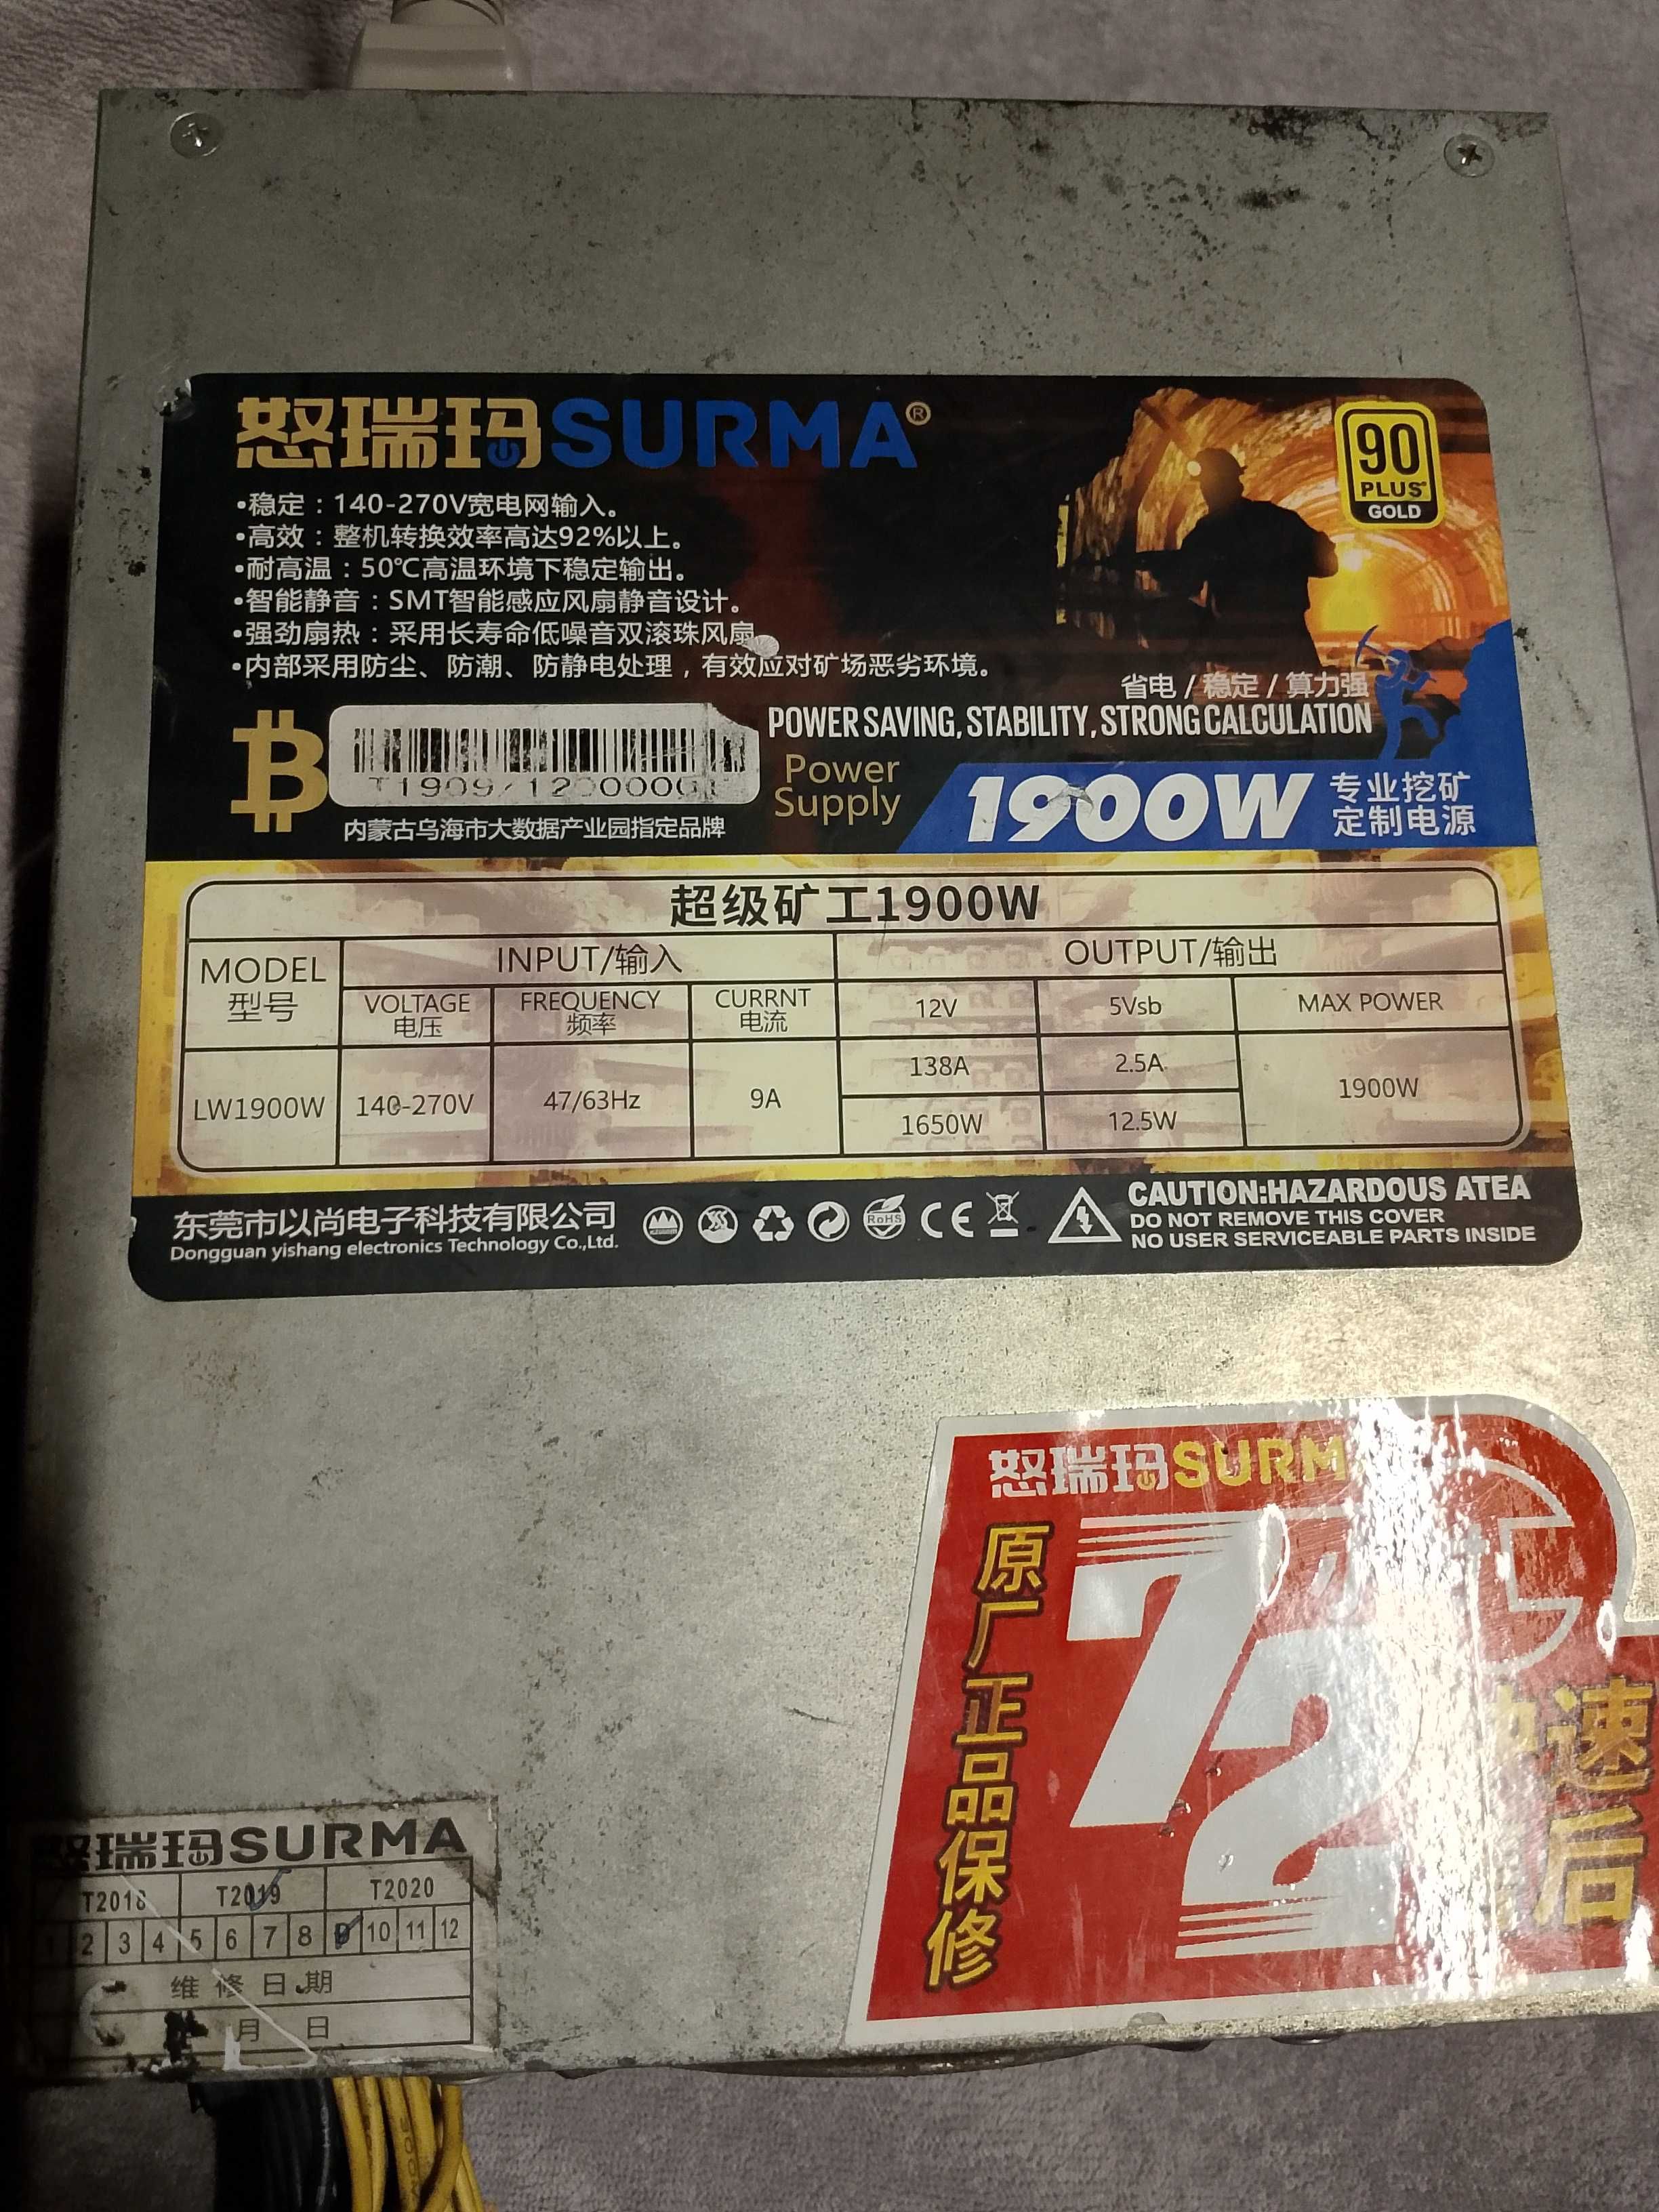 怒瑞玛SURMA®
90
PLUS
GOLD
•稳定：140-270V宽电网输入。
•高效：整机转换效率高达92%以上。
•耐高温：50℃高温环境下稳定输出。
•智能静音：SMT智能感应风扇静音设计。
•强劲扇热：采用长寿命低噪音双滚珠风扇
•内部采用防尘、防潮、防静电处理，有效应对矿场恶劣环境。
省电 / 稳定 / 算力强
POWER SAVING, STABILITY, STRONG CALCULATION
Power
Supply
1900W
专业挖矿
定制电源
内蒙古乌海市大数据产业园指定品牌
超级矿工1900W
MODEL
型号
INPUT/输入
OUTPUT/输出
VOLTAGE
电压
FREQUENCY
频率
CURRNT
电流
12V
5Vsb
MAX POWER
LW1900W
140-270V
47/63Hz
9A
138A
2.5A
1900W
1650W
12.5W
东莞市以尚电子科技有限公司
Dongguan yishang electronics Technology Co.,Ltd.
RoHS
CE
CAUTION:HAZARDOUS ATEA
DO NOT REMOVE THIS COVER
NO USER SERVICEABLE PARTS INSIDE
怒瑞玛SURM
原厂正品保修
72
速
后
怒瑞玛SURMA
T2018 T2019 T2020
1 2 3 4 5 6 7 8 9 10 11 12
维修日期
月 日